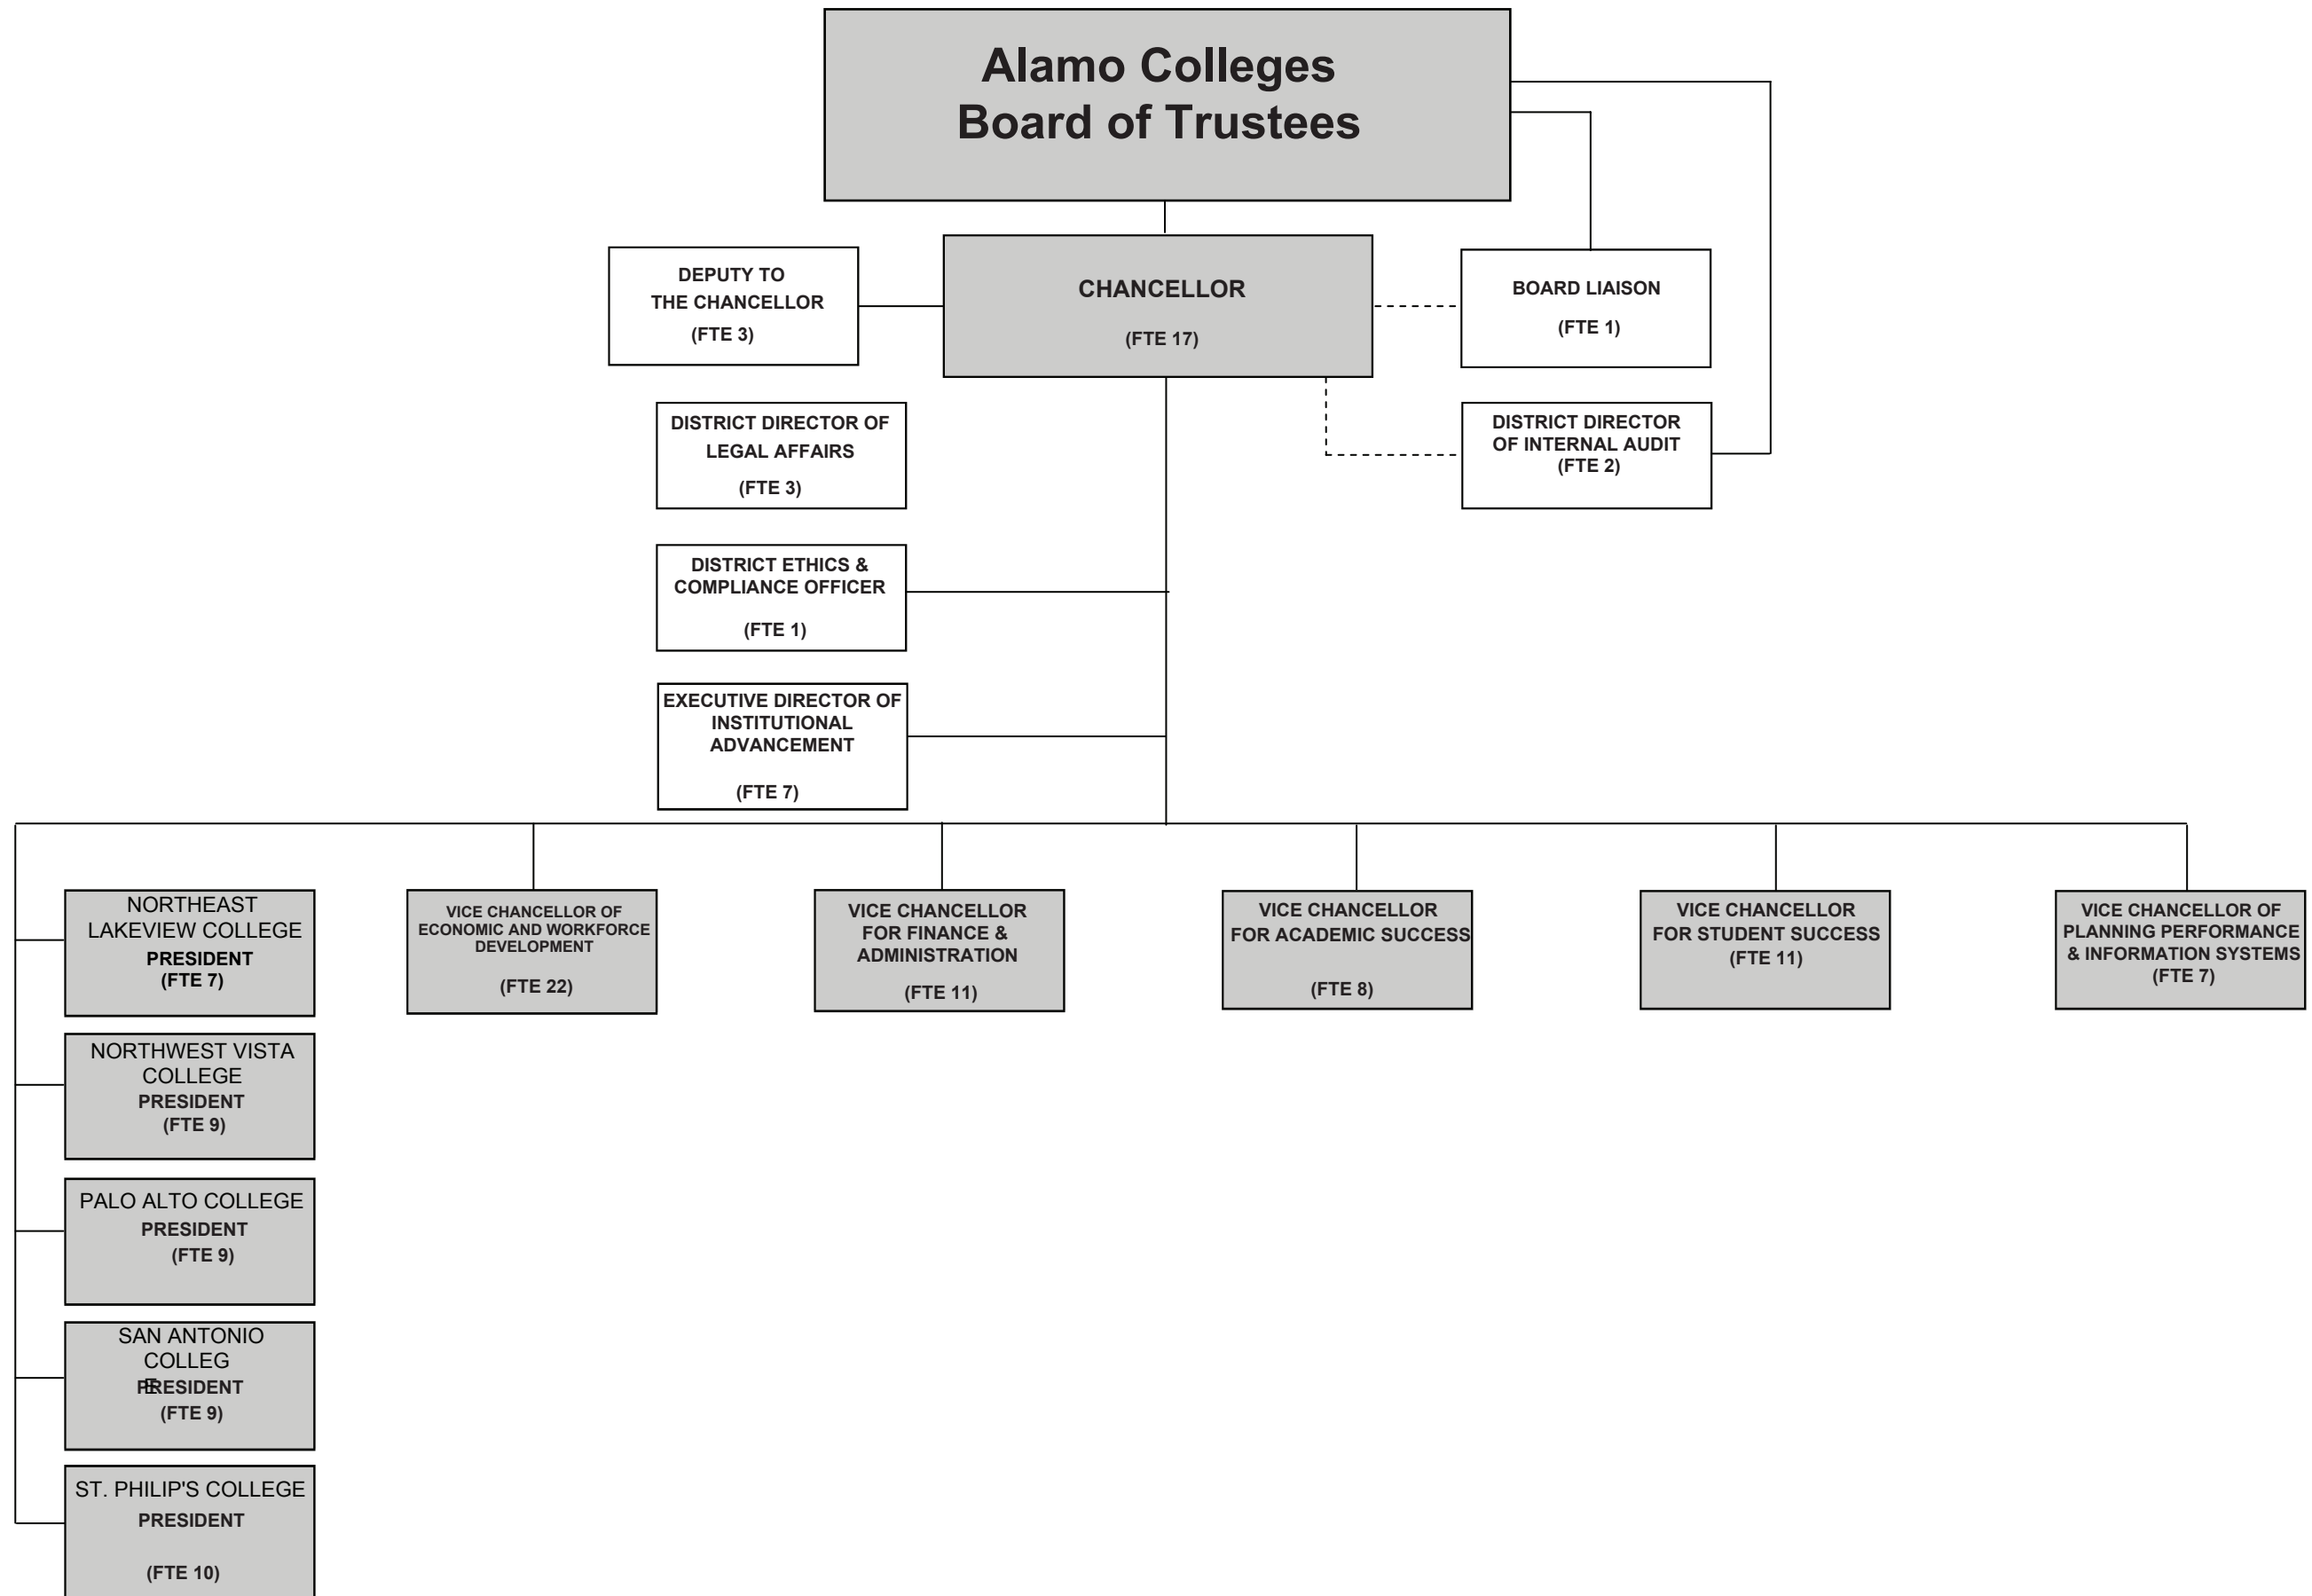 Alamo Colleges
Board of Trustees
DEPUTY TO
THE CHANCELLOR
(FTE 3)
CHANCELLOR
(FTE 17)
BOARD LIAISON
(FTE 1)
DISTRICT DIRECTOR OF
LEGAL AFFAIRS
(FTE 3)
DISTRICT DIRECTOR
OF INTERNAL AUDIT
(FTE 2)
DISTRICT ETHICS &
COMPLIANCE OFFICER
(FTE 1)
EXECUTIVE DIRECTOR OF
INSTITUTIONAL
ADVANCEMENT
(FTE 7)
NORTHEAST
LAKEVIEW COLLEGE
PRESIDENT
(FTE 7)
VICE CHANCELLOR OF
ECONOMIC AND WORKFORCE
DEVELOPMENT
(FTE 22)
VICE CHANCELLOR
FOR FINANCE &
ADMINISTRATION
(FTE 11)
VICE CHANCELLOR
FOR ACADEMIC SUCCESS
(FTE 8)
VICE CHANCELLOR
FOR STUDENT SUCCESS
(FTE 11)
VICE CHANCELLOR OF
PLANNING PERFORMANCE
& INFORMATION SYSTEMS
(FTE 7)
NORTHWEST VISTA
COLLEGE
PRESIDENT
(FTE 9)
PALO ALTO COLLEGE
PRESIDENT
(FTE 9)
SAN ANTONIO
COLLEG
E
PRESIDENT
(FTE 9)
ST. PHILIP'S COLLEGE
PRESIDENT
(FTE 10)